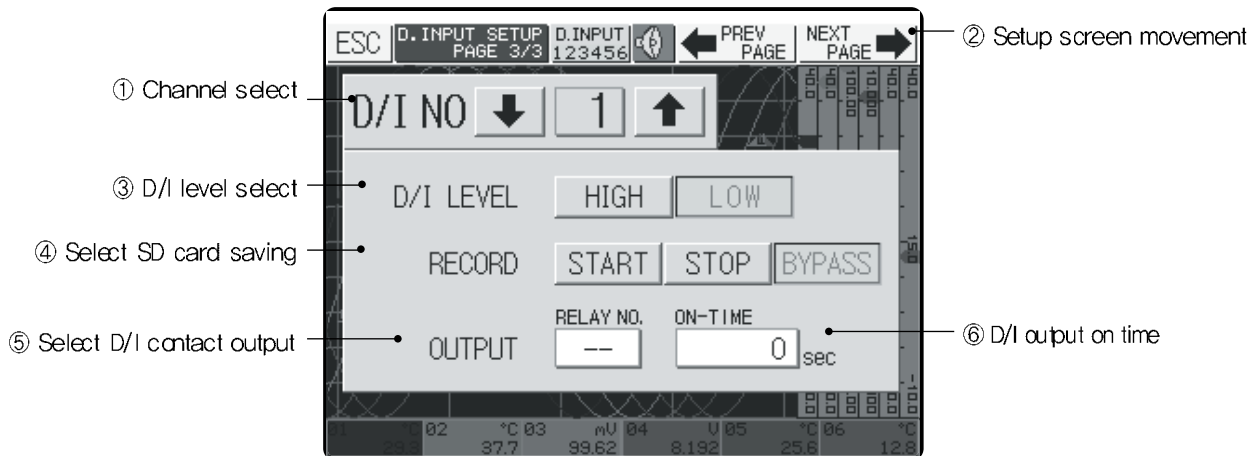 ESC
D.INPUT SETUP
PAGE 3/3
D.INPUT
123456
PREV
PAGE
NEXT
PAGE
② Setup screen movement
① Channel select
D/I NO 1
③ D/I level select
D/I LEVEL HIGH LOW
④ Select SD card saving
RECORD START STOP BYPASS
RELAY NO. ON-TIME
⑤ Select D/I contact output
OUTPUT -- 0 sec
⑥ D/I output on time
01 °C 02 °C 03 mV 04 V 05 °C 06 °C
37.7 99.62 8.192 25.6 12.8